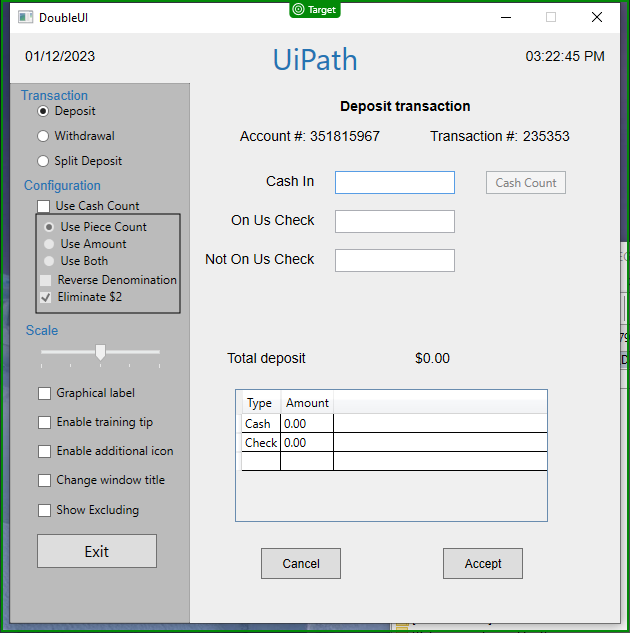 Target
DoubleUI
01/12/2023
UiPath
03:22:45 PM
Transaction
Deposit
Withdrawal
Split Deposit
Configuration
Use Cash Count
Use Piece Count
Use Amount
Use Both
Reverse Denomination
Eliminate $2
Scale
Graphical label
Enable training tip
Enable additional icon
Change window title
Show Excluding
Exit
Deposit transaction
Account #: 351815967 Transaction #: 235353
Cash In
Cash Count
On Us Check
Not On Us Check
Total deposit $0.00
Type Amount
Cash 0.00
Check 0.00
Cancel Accept